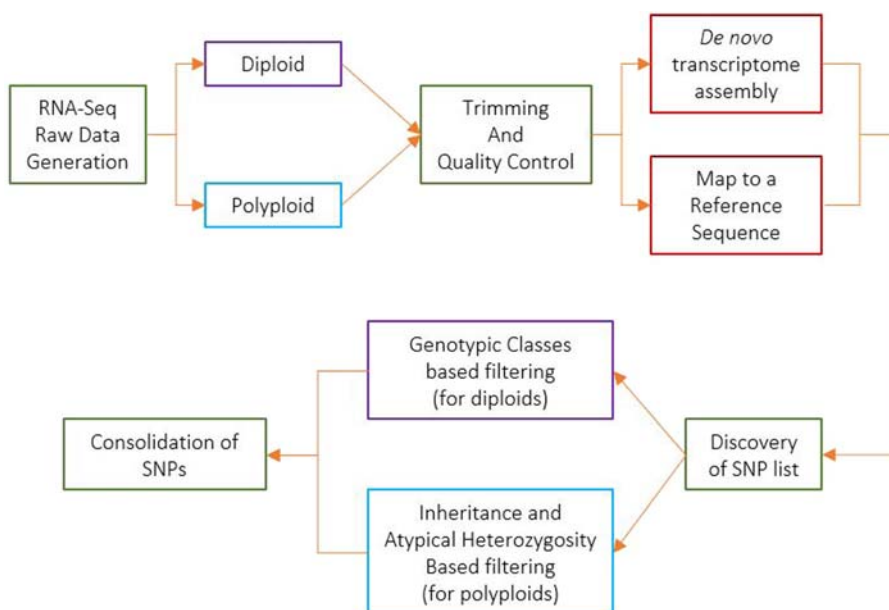 RNA-Seq
Raw Data
Generation
Diploid
Polyploid
Trimming
And
Quality Control
De novo
transcriptome
assembly
Map to a
Reference
Sequence
Genotypic Classes
based filtering
(for diploids)
Consolidation of
SNPs
Discovery
of SNP list
Inheritance and
Atypical Heterozygosity
Based filtering
(for polyploids)